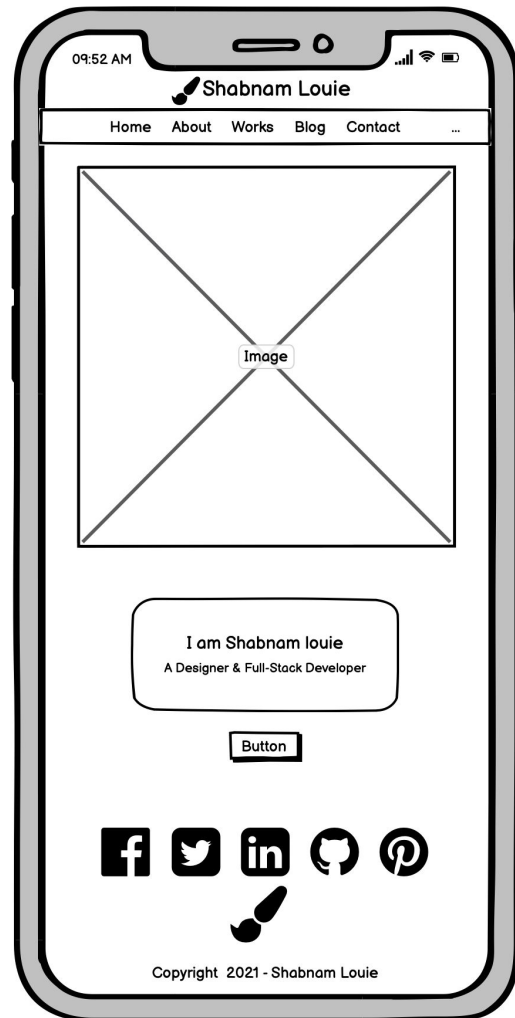 09:52 AM
Shabnam Louie
Home About Works Blog Contact ...
Image
I am Shabnam louie
A Designer & Full-Stack Developer
Button
f in
Copyright 2021 - Shabnam Louie